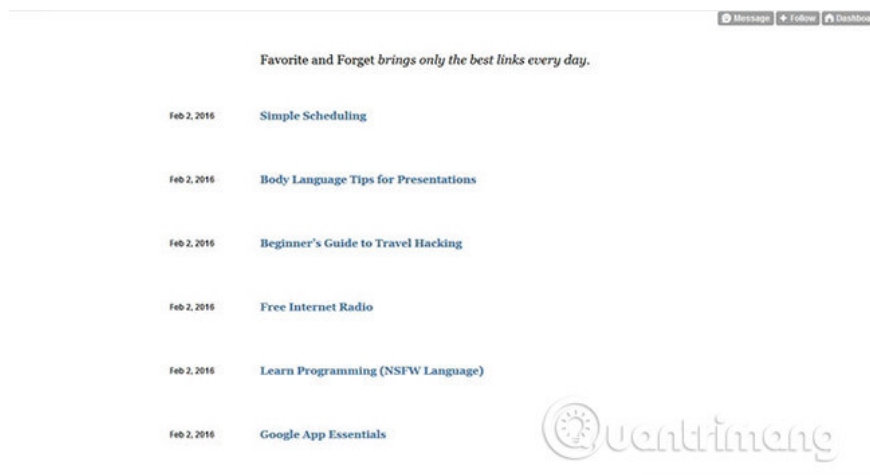 Message + Follow Dashboa
Favorite and Forget brings only the best links every day.
Feb 2, 2016 Simple Scheduling
Feb 2, 2016 Body Language Tips for Presentations
Feb 2, 2016 Beginner's Guide to Travel Hacking
Feb 2, 2016 Free Internet Radio
Feb 2, 2016 Learn Programming (NSFW Language)
Feb 2, 2016 Google App Essentials
Quantrimang